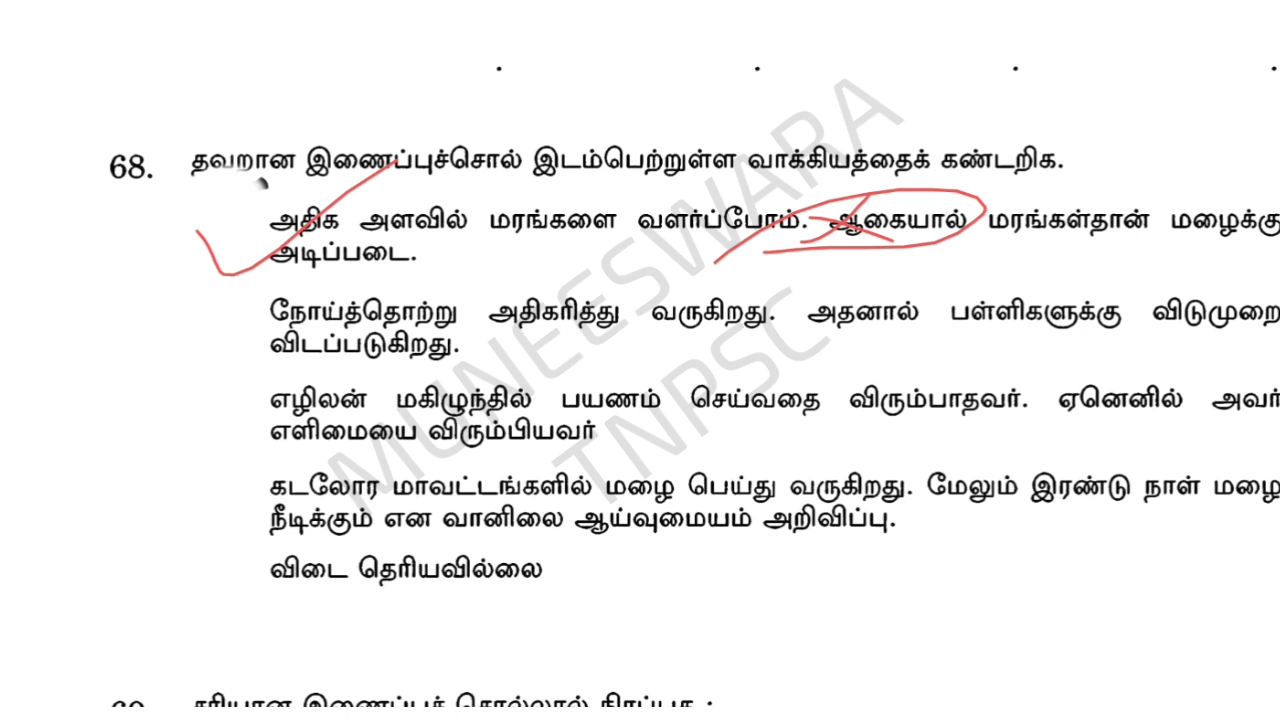 68. தவறான இணைப்புச்சொல் இடம்பெற்றுள்ள வாக்கியத்தைக் கண்டறிக.
அதிக அளவில் மரங்களை வளர்ப்போம். ஆகையால் மரங்கள்தான் மழைக்கு
அடிப்படை.
நோய்த்தொற்று அதிகரித்து வருகிறது. அதனால் பள்ளிகளுக்கு விடுமுறை
விடப்படுகிறது.
எழிலன் மகிழுந்தில் பயணம் செய்வதை விரும்பாதவர். ஏனெனில் அவர்
எளிமையை விரும்பியவர்
கடலோர மாவட்டங்களில் மழை பெய்து வருகிறது. மேலும் இரண்டு நாள் மழை
நீடிக்கும் என வானிலை ஆய்வுமையம் அறிவிப்பு.
விடை தெரியவில்லை
MUNEESWARA
TNPSC